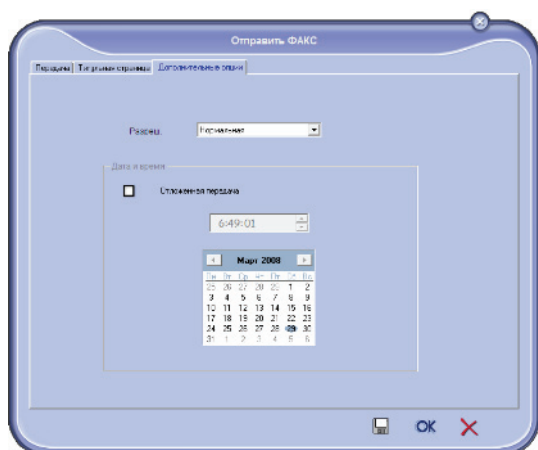 Отправить ФАКС
Передача Титульная страница Дополнительные опции
Разреш. Нормальная
Дата и время
Отложенная передача
6:49:01
Март 2008
Пн Вт Ср Чт Пт Сб Вс
25 26 27 28 29 1 2
3 4 5 6 7 8 9
10 11 12 13 14 15 16
17 18 19 20 21 22 23
24 25 26 27 28 29 30
31 1 2 3 4 5 6
OK